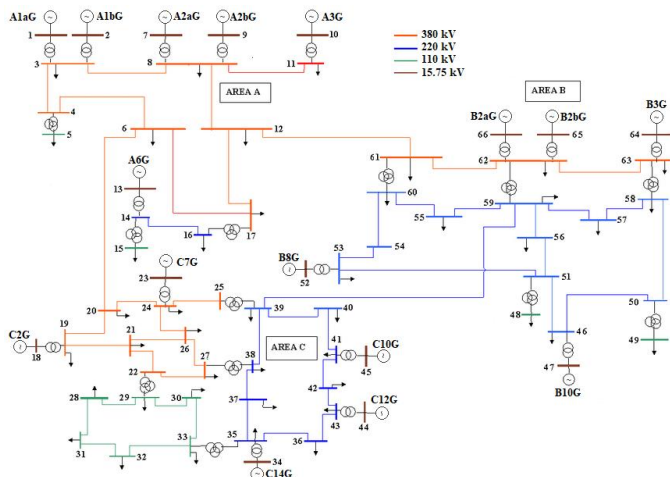 A1aG A1bG A2aG A2bG A3G
380 kV
220 kV
110 kV
15.75 kV
1 2 7 9 10
3 8 11
AREA A
AREA B
4
5
6 12
B2aG B2bG B3G
66 65 64
A6G
61 62 63
13
60 59 58
14
55 57
16 17
15
54 56
C7G
B8G 53
23
52 51
25
24 39 40
20 50
48 46
C2G 19 21 26 AREA C 41 49
18 27 38 C10G
45 47
22 B10G
42
28 29 30 37 C12G
43 44
33 35 36
31 32
34
C14G